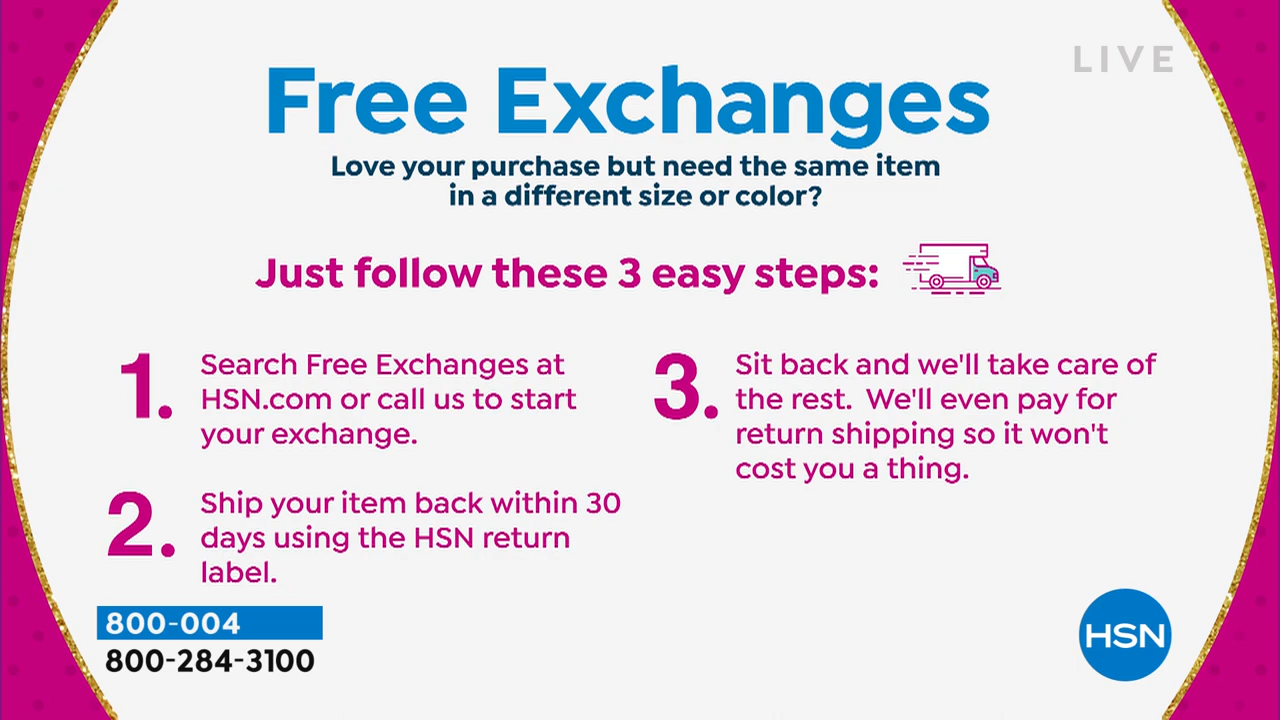 LIVE
Free Exchanges
Love your purchase but need the same item
in a different size or color?
Just follow these 3 easy steps:
1. Search Free Exchanges at
HSN.com or call us to start
your exchange.
2. Ship your item back within 30
days using the HSN return
label.
3. Sit back and we'll take care of
the rest. We'll even pay for
return shipping so it won't
cost you a thing.
800-004
800-284-3100
HSN